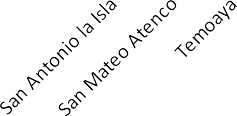 San Antonio la Isla
San Mateo Atenco
Temoaya